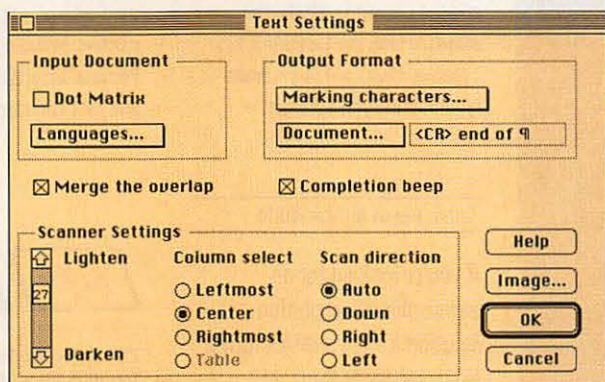 Text Settings
Input Document
Dot Matrix
Languages...
Output Format
Marking characters...
Document... <CR> end of ¶
Merge the overlap
Completion beep
Scanner Settings
Lighten
27
Darken
Column select
Leftmost
Center
Rightmost
Table
Scan direction
Auto
Down
Right
Left
Help
Image...
OK
Cancel